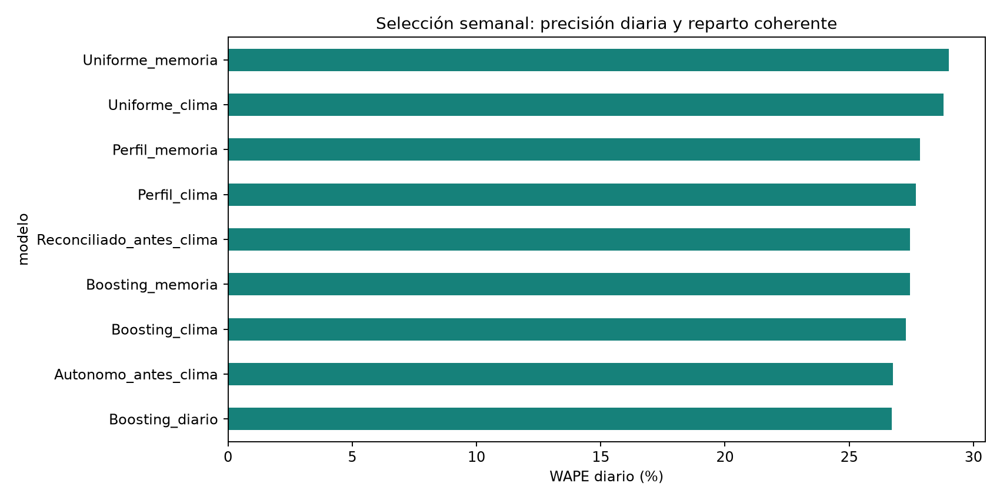 Selección semanal: precisión diaria y reparto coherente
Uniforme_memoria
Uniforme_clima
Perfil_memoria
Perfil_clima
Reconciliado_antes_clima
Boosting_memoria
Boosting_clima
Autonomo_antes_clima
Boosting_diario
modelo
0 5 10 15 20 25 30
WAPE diario (%)